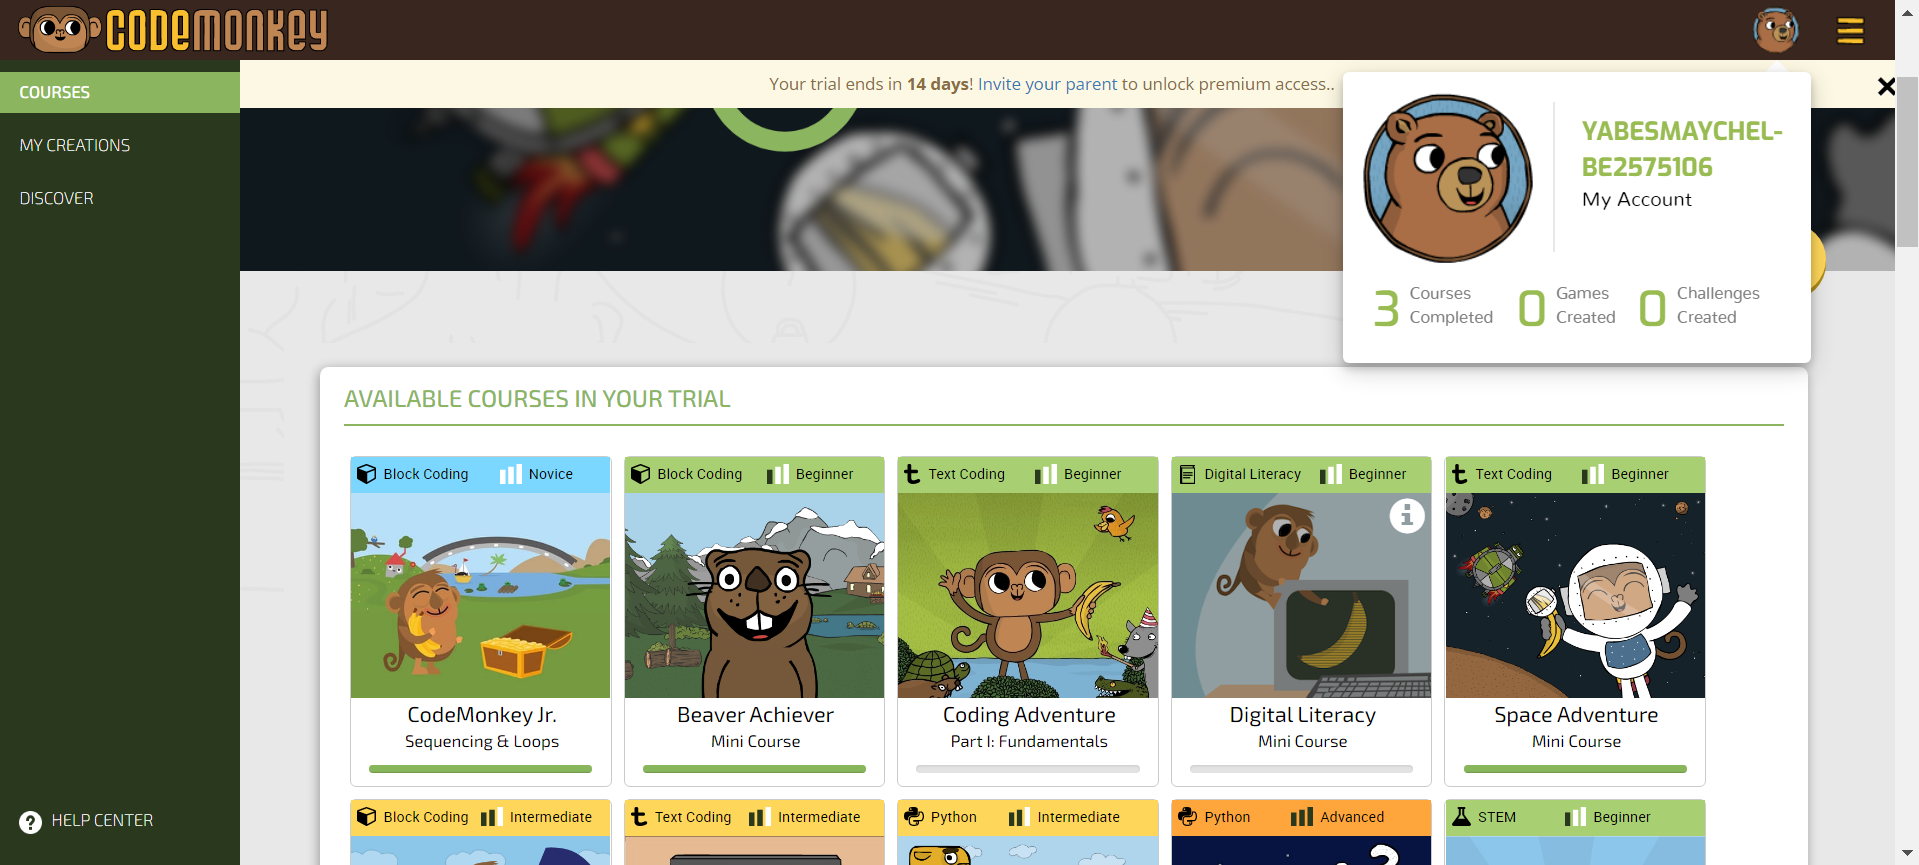 CODEMONKEY
COURSES
MY CREATIONS
DISCOVER
HELP CENTER
Your trial ends in 14 days! Invite your parent to unlock premium access..
YABESMAYCHEL-
BE2575106
My Account
3 Courses Completed
0 Games Created
0 Challenges Created
AVAILABLE COURSES IN YOUR TRIAL
Block Coding Novice
CodeMonkey Jr.
Sequencing & Loops
Block Coding Beginner
Beaver Achiever
Mini Course
Text Coding Beginner
Coding Adventure
Part I: Fundamentals
Digital Literacy Beginner
Digital Literacy
Mini Course
Text Coding Beginner
Space Adventure
Mini Course
Block Coding Intermediate
Text Coding Intermediate
Python Intermediate
Python Advanced
STEM Beginner